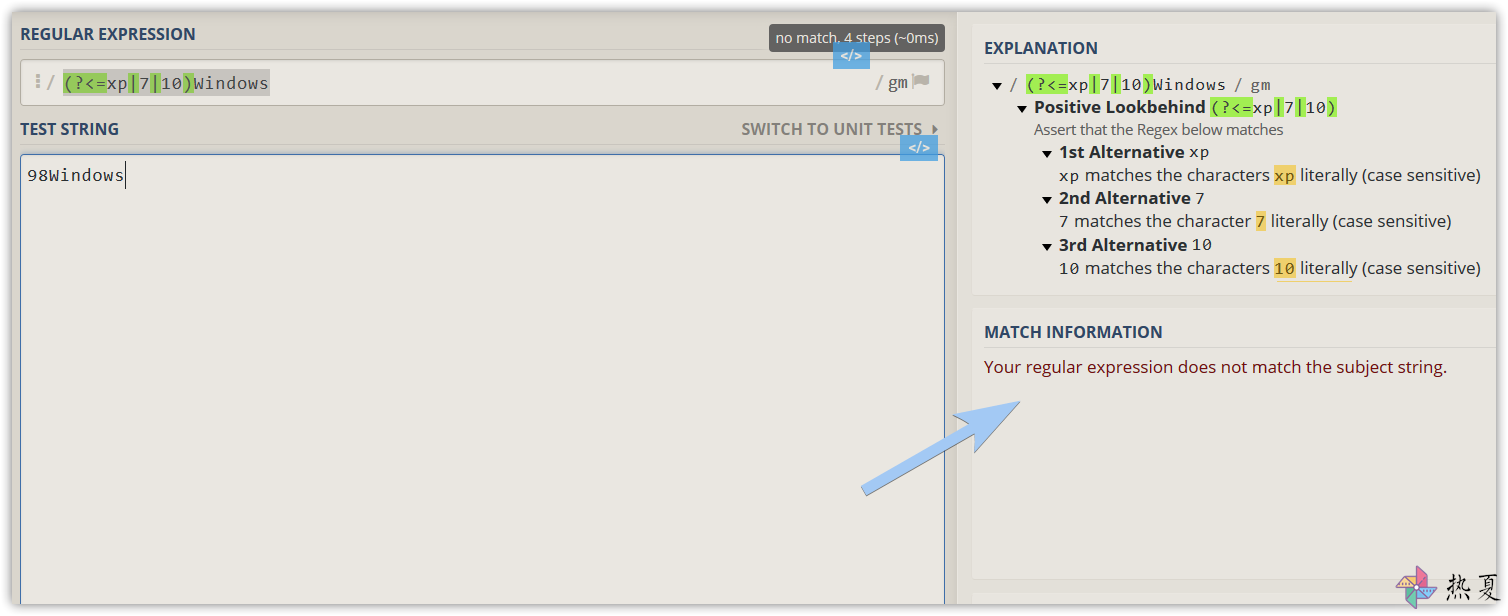 REGULAR EXPRESSION
no match, 4 steps (~0ms)
</>
/ (?<=xp|7|10)Windows / gm
TEST STRING
SWITCH TO UNIT TESTS
</>
98Windows
EXPLANATION
/ (?<=xp|7|10)Windows / gm
Positive Lookbehind (?<=xp|7|10)
Assert that the Regex below matches
1st Alternative xp
xp matches the characters xp literally (case sensitive)
2nd Alternative 7
7 matches the character 7 literally (case sensitive)
3rd Alternative 10
10 matches the characters 10 literally (case sensitive)
MATCH INFORMATION
Your regular expression does not match the subject string.
热夏